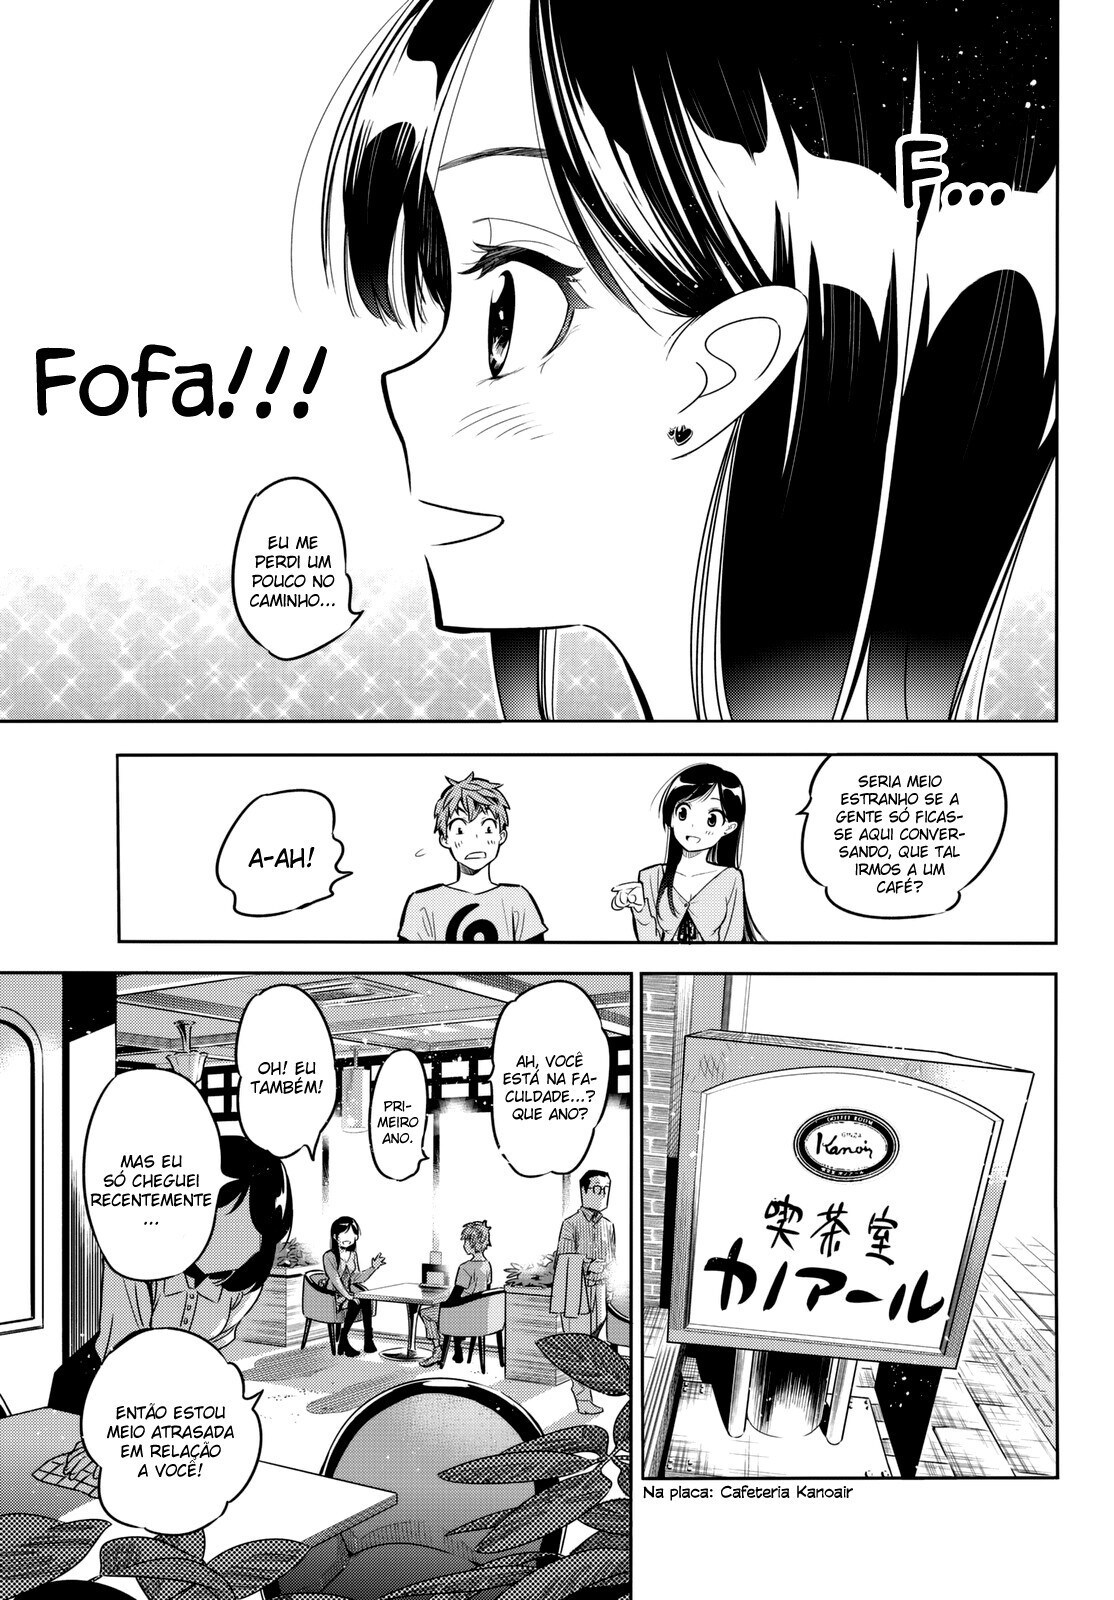 F...
Fofa!!!
EU ME
PERDI UM
POUCO NO
CAMINHO...
SERIA MEIO
ESTRANHO SE A
GENTE SÓ FICAS-
SE AQUI CONVER-
SANDO, QUE TAL
IRMOS A UM
CAFÉ?
A-AH!
Kanoir
喫茶室
カノアール
Na placa: Cafeteria Kanoair
AH, VOCÊ
ESTÁ NA FA-
CULDADE...?
QUE ANO?
PRI-
MEIRO
ANO.
OH! EU
TAMBÉM!
MAS EU
SÓ CHEGUEI
RECENTEMENTE
...
ENTÃO ESTOU
MEIO ATRASADA
EM RELAÇÃO
A VOCÊ!